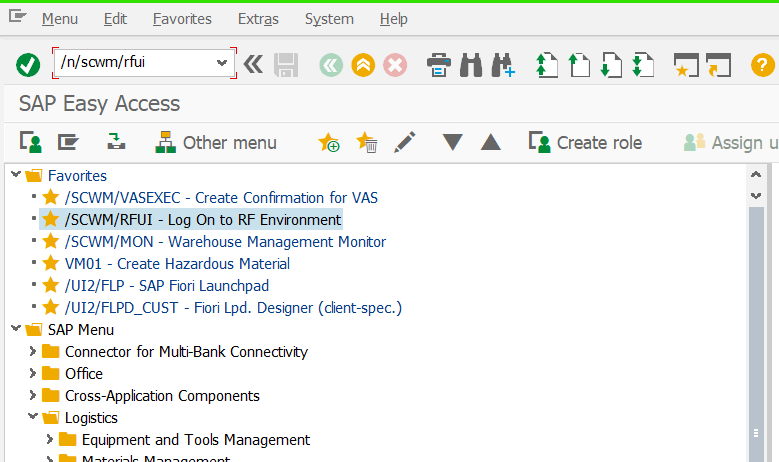 Menu Edit Favorites Extras System Help
/n/scwm/rfui
SAP Easy Access
Other menu Create role Assign u
Favorites
/SCWM/VASEXEC - Create Confirmation for VAS
/SCWM/RFUI - Log On to RF Environment
/SCWM/MON - Warehouse Management Monitor
VM01 - Create Hazardous Material
/UI2/FLP - SAP Fiori Launchpad
/UI2/FLPD_CUST - Fiori Lpd. Designer (client-spec.)
SAP Menu
Connector for Multi-Bank Connectivity
Office
Cross-Application Components
Logistics
Equipment and Tools Management
Materials Management